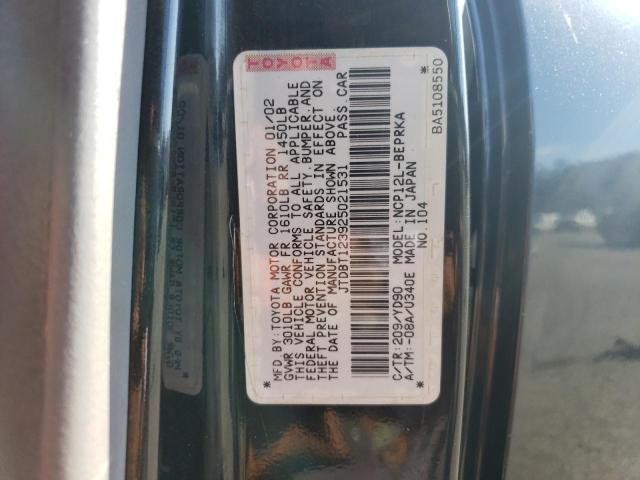 TOYOTA
MFD.BY:TOYOTA MOTOR CORPORATION 01/02
GVWR 3010LB GAWR FR 1610LB RR 1450LB
THIS VEHICLE CONFORMS TO ALL APPLICABLE
FEDERAL MOTOR VEHICLE SAFETY, BUMPER,AND
THEFT PREVENTION STANDARDS IN EFFECT ON
THE DATE OF MANUFACTURE SHOWN ABOVE.
* JTDBT123925021531 PASS.CAR *
C/TR:209/YD90 MODEL:NCP12L-BEPRKA
A/TM:-08A/U340E MADE IN JAPAN
NO.104
BA5108550